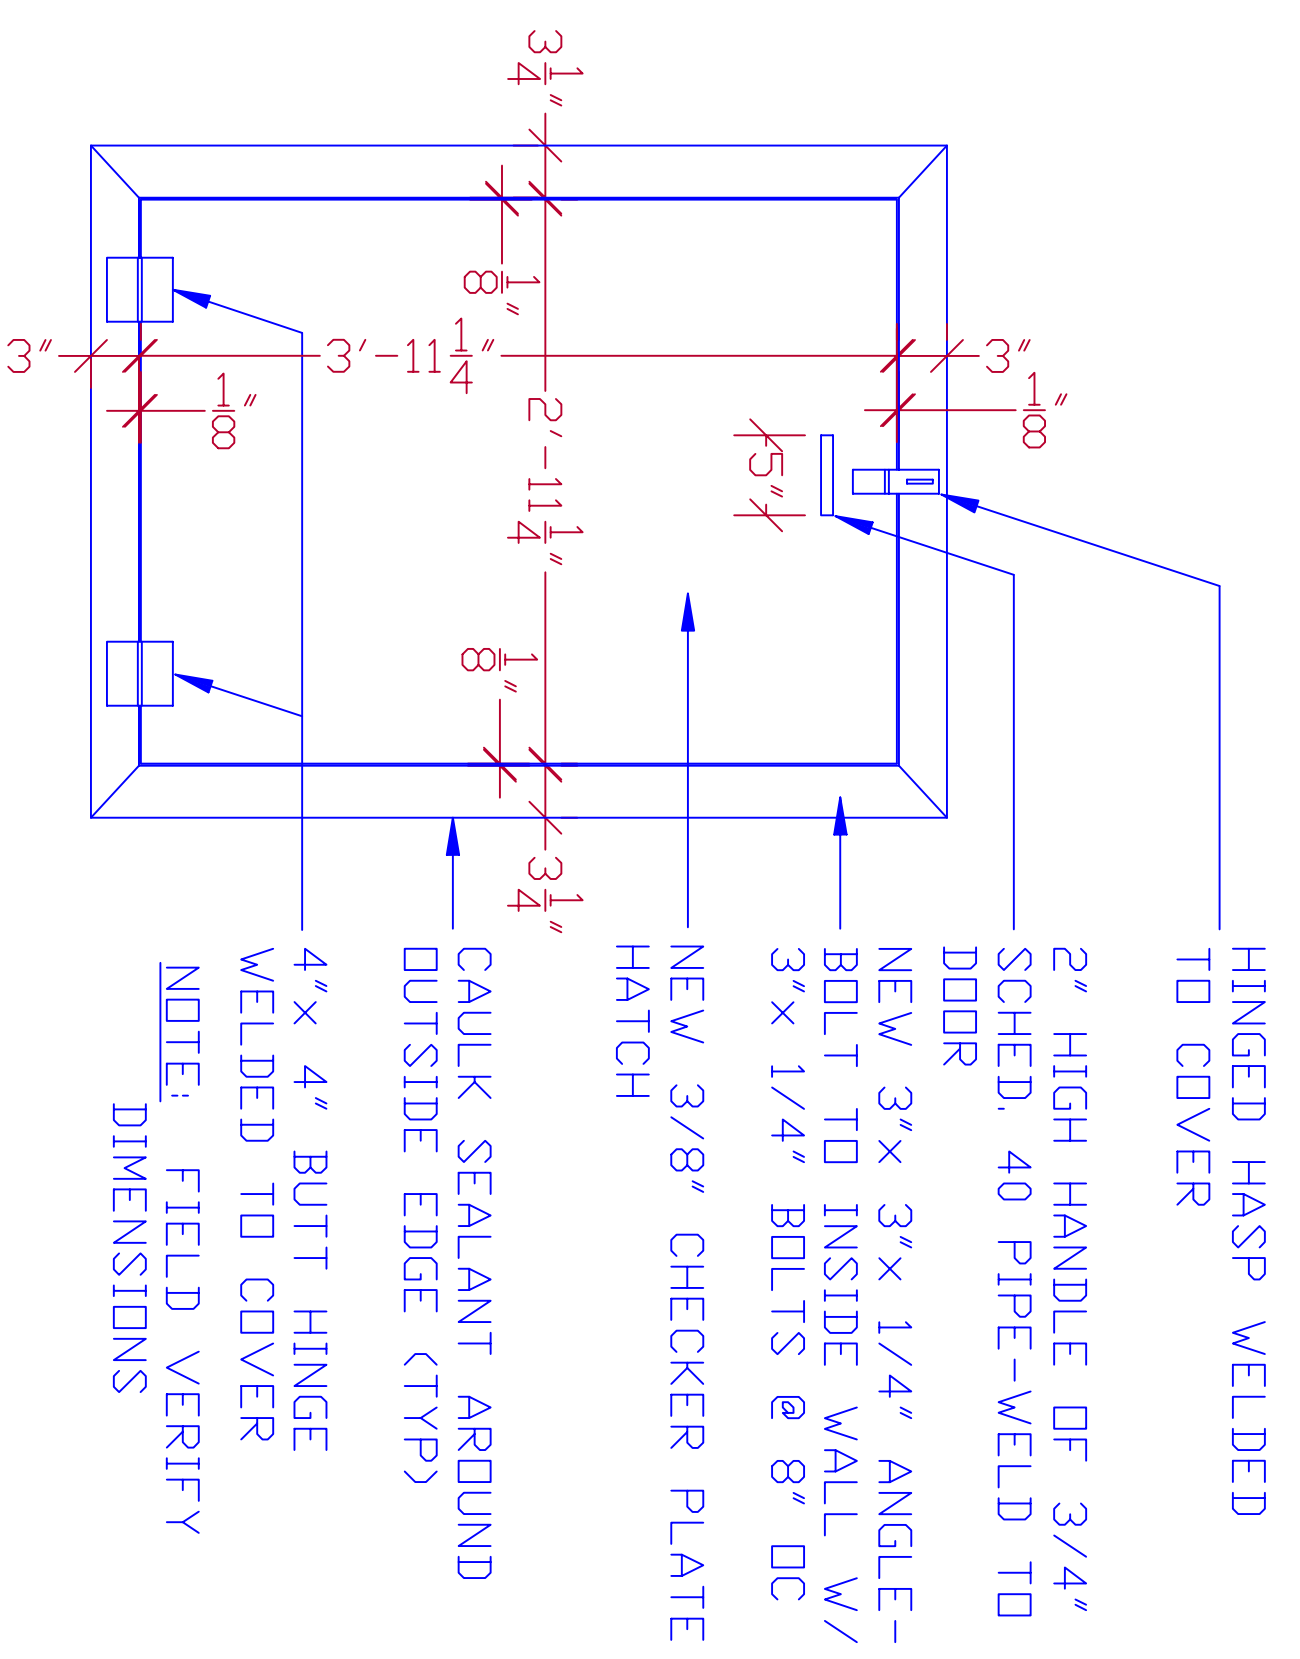 HINGED HASP WELDED
TO COVER
2" HIGH HANDLE OF 3/4"
SCHED. 40 PIPE-WELD TO
DOOR
NEW 3"x 3"x 1/4" ANGLE-
BOLT TO INSIDE WALL W/
3"x 1/4" BOLTS @ 8" OC
NEW 3/8" CHECKER PLATE
HATCH
CAULK SEALANT AROUND
OUTSIDE EDGE (TYP)
4"x 4" BUTT HINGE
WELDED TO COVER
NOTE: FIELD VERIFY
DIMENSIONS
3 1/4"
2'-11 1/4"
3 1/4"
1/8"
1/8"
5"
3"
3'-11 1/4"
3"
1/8"
1/8"